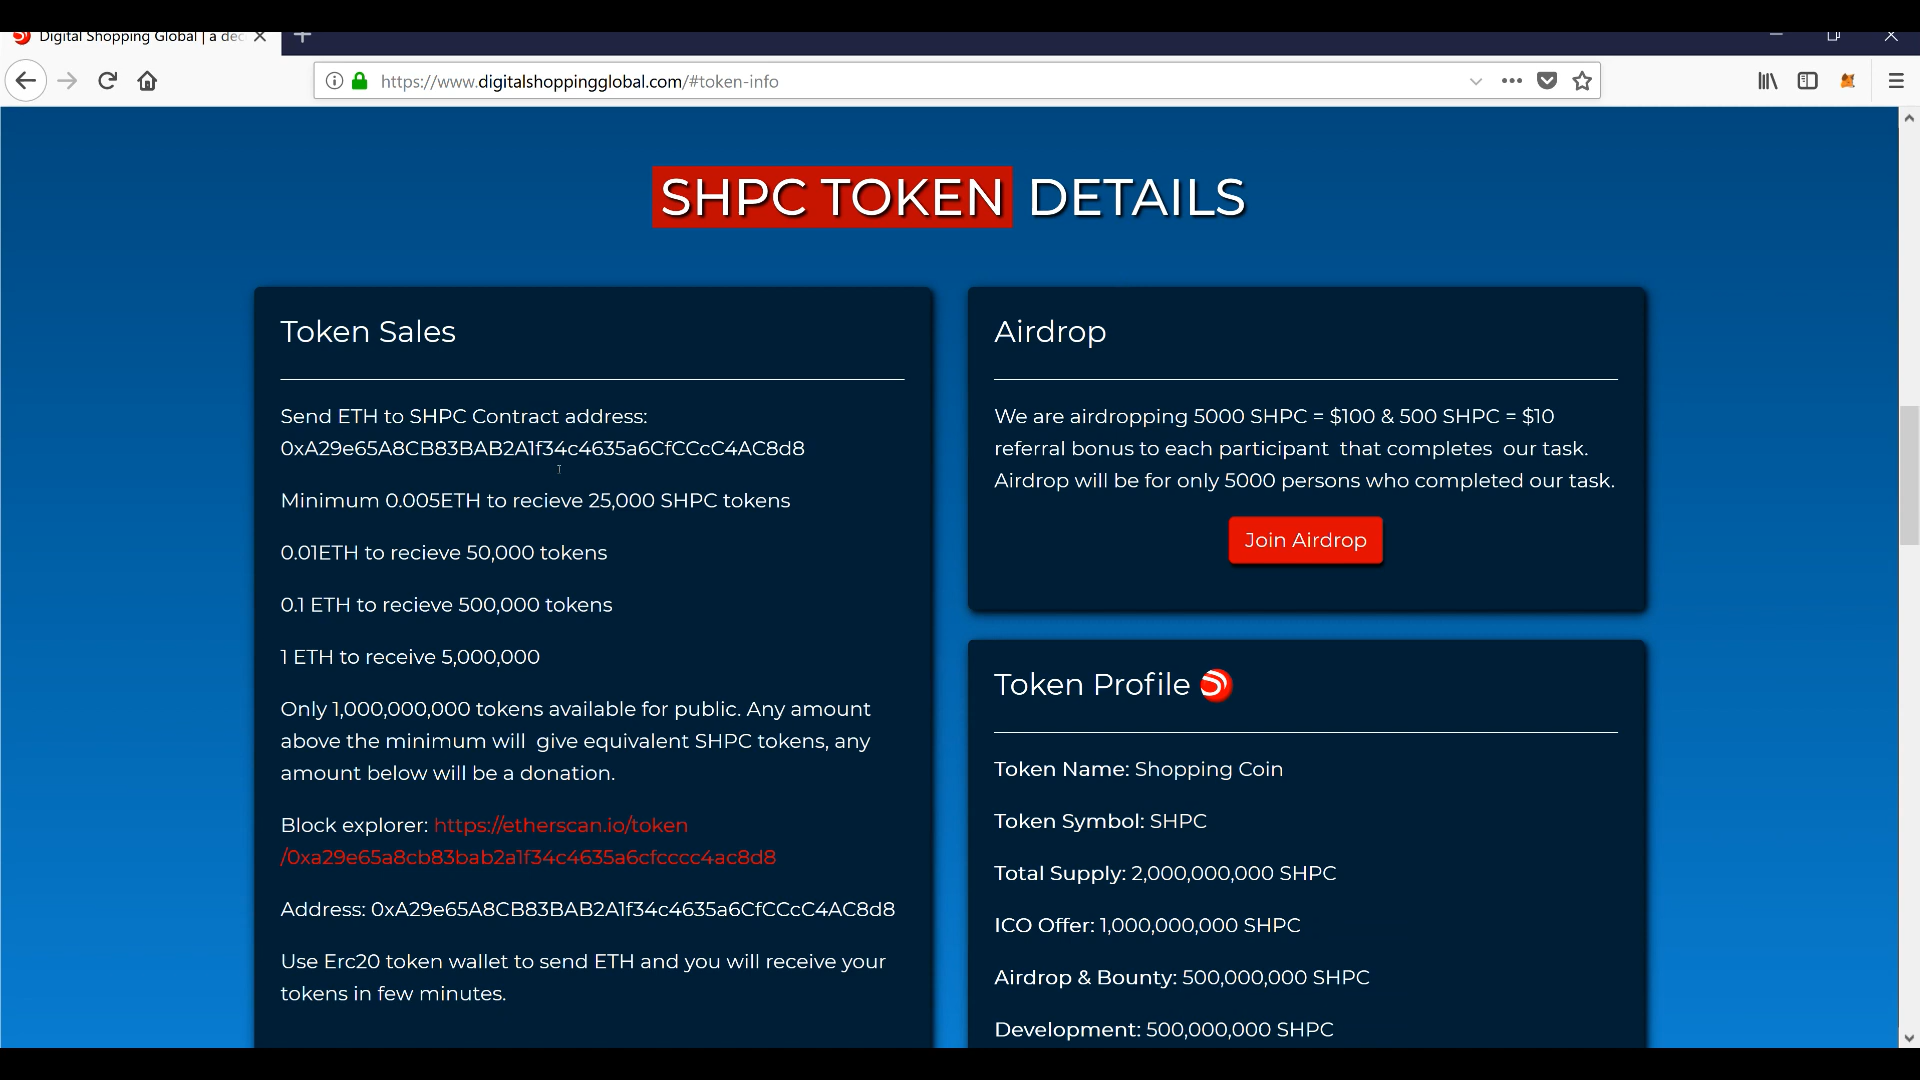 Digital Shopping Global | a dec
https://www.digitalshoppingglobal.com/#token-info
SHPC TOKEN DETAILS
Token Sales
Send ETH to SHPC Contract address:
0xA29e65A8CB83BAB2A1f34c4635a6CfCCcC4AC8d8
Minimum 0.005ETH to recieve 25,000 SHPC tokens
0.01ETH to recieve 50,000 tokens
0.1 ETH to recieve 500,000 tokens
1 ETH to receive 5,000,000
Only 1,000,000,000 tokens available for public. Any amount
above the minimum will give equivalent SHPC tokens, any
amount below will be a donation.
Block explorer: https://etherscan.io/token
/0xa29e65a8cb83bab2a1f34c4635a6cfcccc4ac8d8
Address: 0xA29e65A8CB83BAB2A1f34c4635a6CfCCcC4AC8d8
Use Erc20 token wallet to send ETH and you will receive your
tokens in few minutes.
Airdrop
We are airdropping 5000 SHPC = $100 & 500 SHPC = $10
referral bonus to each participant that completes our task.
Airdrop will be for only 5000 persons who completed our task.
Join Airdrop
Token Profile
Token Name: Shopping Coin
Token Symbol: SHPC
Total Supply: 2,000,000,000 SHPC
ICO Offer: 1,000,000,000 SHPC
Airdrop & Bounty: 500,000,000 SHPC
Development: 500,000,000 SHPC